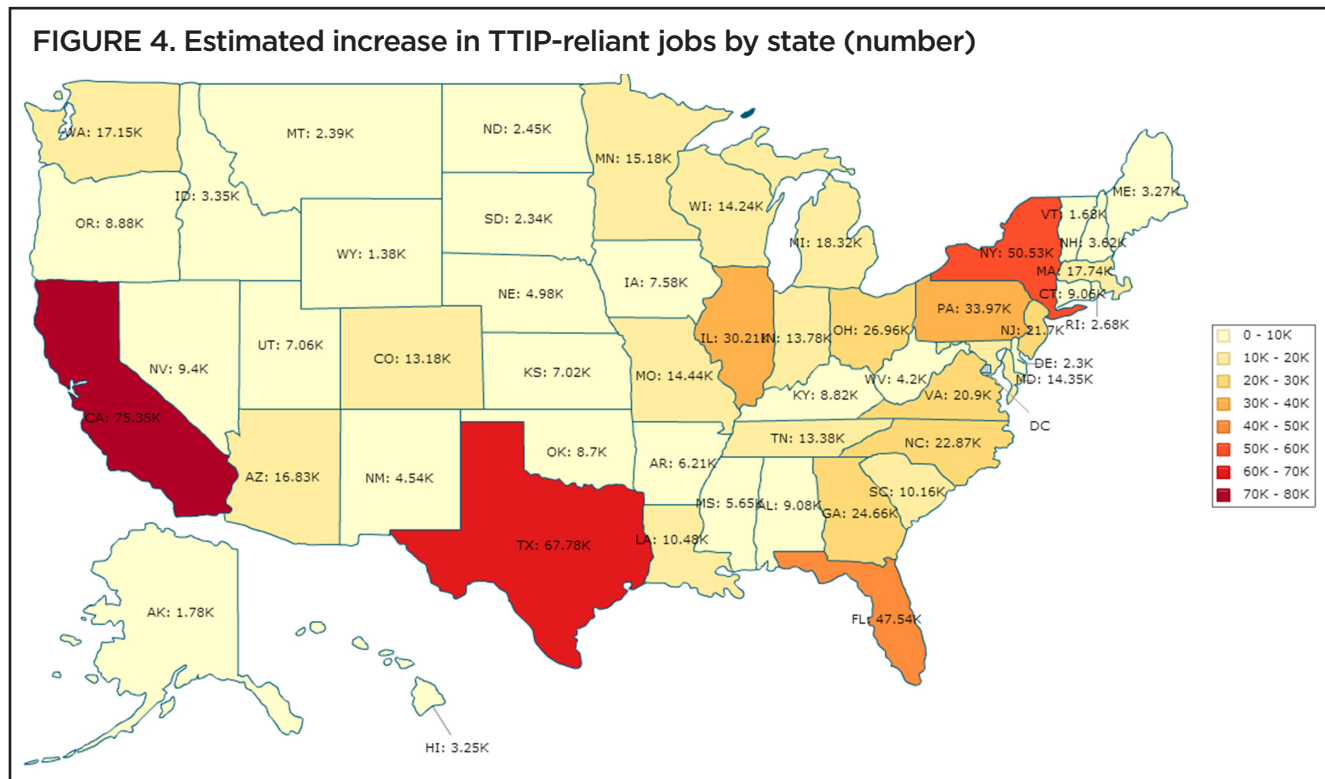 FIGURE 4. Estimated increase in TTIP-reliant jobs by state (number)
WA: 17.15K
MT: 2.39K
ND: 2.45K
MN: 15.18K
ID: 3.35K
OR: 8.88K
SD: 2.34K
WI: 14.24K
MI: 18.32K
ME: 3.27K
VT: 1.68K
NH: 3.62K
NY: 50.53K
MA: 17.74K
CT: 9.06K
RI: 2.68K
WY: 1.38K
IA: 7.58K
NE: 4.98K
PA: 33.97K
NJ: 21.7K
IL: 30.21K
IN: 13.78K
OH: 26.96K
NV: 9.4K
UT: 7.06K
CO: 13.18K
KS: 7.02K
MO: 14.44K
KY: 8.82K
WV: 4.2K
VA: 20.9K
DE: 2.3K
MD: 14.35K
DC
CA: 75.35K
AZ: 16.83K
NM: 4.54K
OK: 8.7K
AR: 6.21K
TN: 13.38K
NC: 22.87K
SC: 10.16K
MS: 5.65K
AL: 9.08K
GA: 24.66K
TX: 67.78K
LA: 10.48K
FL: 47.54K
AK: 1.78K
HI: 3.25K
0 - 10K
10K - 20K
20K - 30K
30K - 40K
40K - 50K
50K - 60K
60K - 70K
70K - 80K